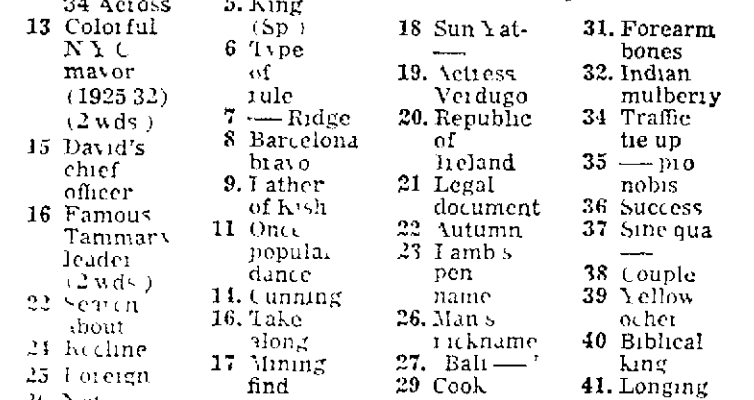 34 Across
13 Colorful
N Y C
mayor
(1925 32)
(2 wds )
15 David's
chief
officer
16 Famous
Tammany
leader
(2 wds )
22 Search
about
24 Recline
25 Foreign
5. King
(Sp )
6 Type
of
rule
7 — Ridge
8 Barcelona
bravo
9. Father
of Kish
11 Once
popular
dance
14. Cunning
16. Take
along
17 Mining
find
18 Sun Yat-
—
19. Actress
Verdugo
20. Republic
of
Ireland
21 Legal
document
22 Autumn
23 Lamb s
pen
name
26. Man s
nickname
27. Bali — '
29 Cook
31. Forearm
bones
32. Indian
mulberry
34 Traffic
tie up
35 — pro
nobis
36 Success
37 Sine qua
—
38 Couple
39 Yellow
ocher
40 Biblical
king
41. Longing